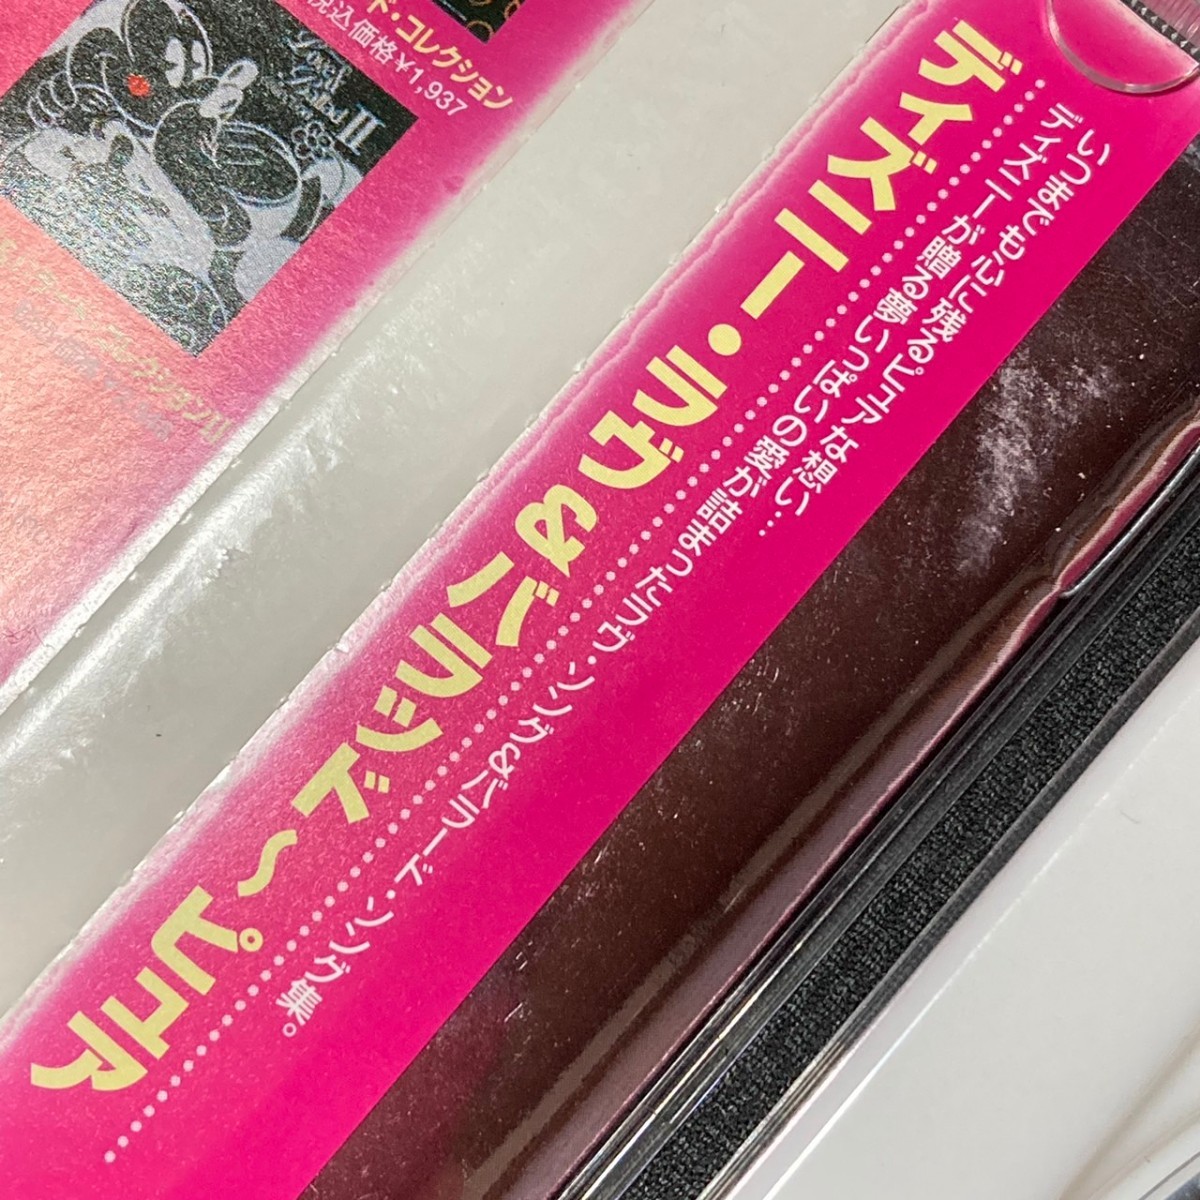 ディズニー・ラヴ&バラッド〜ピュア
いつまでも心に残るピュアな想い…
ディズニーが贈る夢いっぱいの愛が詰まったラヴ・ソング&バラード・ソング集。
ド・コレクション
税込価格¥1,937
II